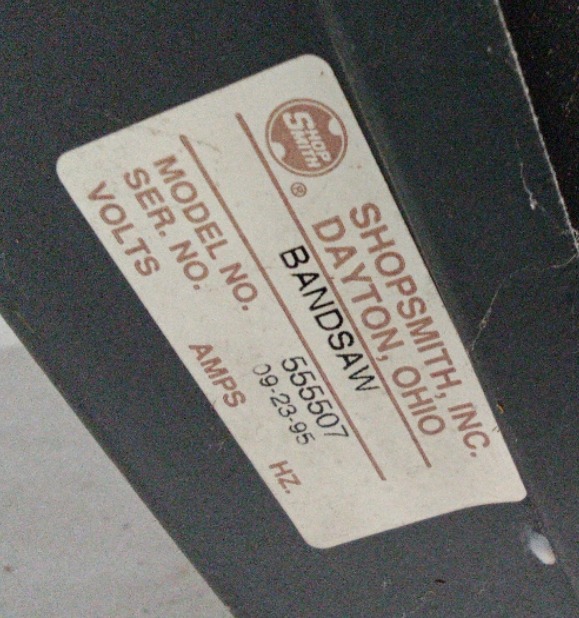 SHOP
SMITH
®
SHOPSMITH, INC.
DAYTON, OHIO
BANDSAW
MODEL NO. 555507
SER. NO. 09-23-95
VOLTS AMPS HZ.